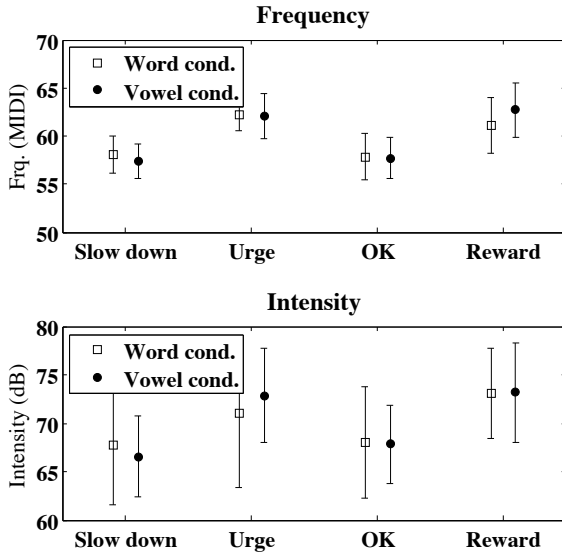 Frequency
70
65
60
55
50
Frq. (MIDI)
Word cond.
Vowel cond.
Slow down Urge OK Reward
Intensity
80
75
70
65
60
Intensity (dB)
Word cond.
Vowel cond.
Slow down Urge OK Reward